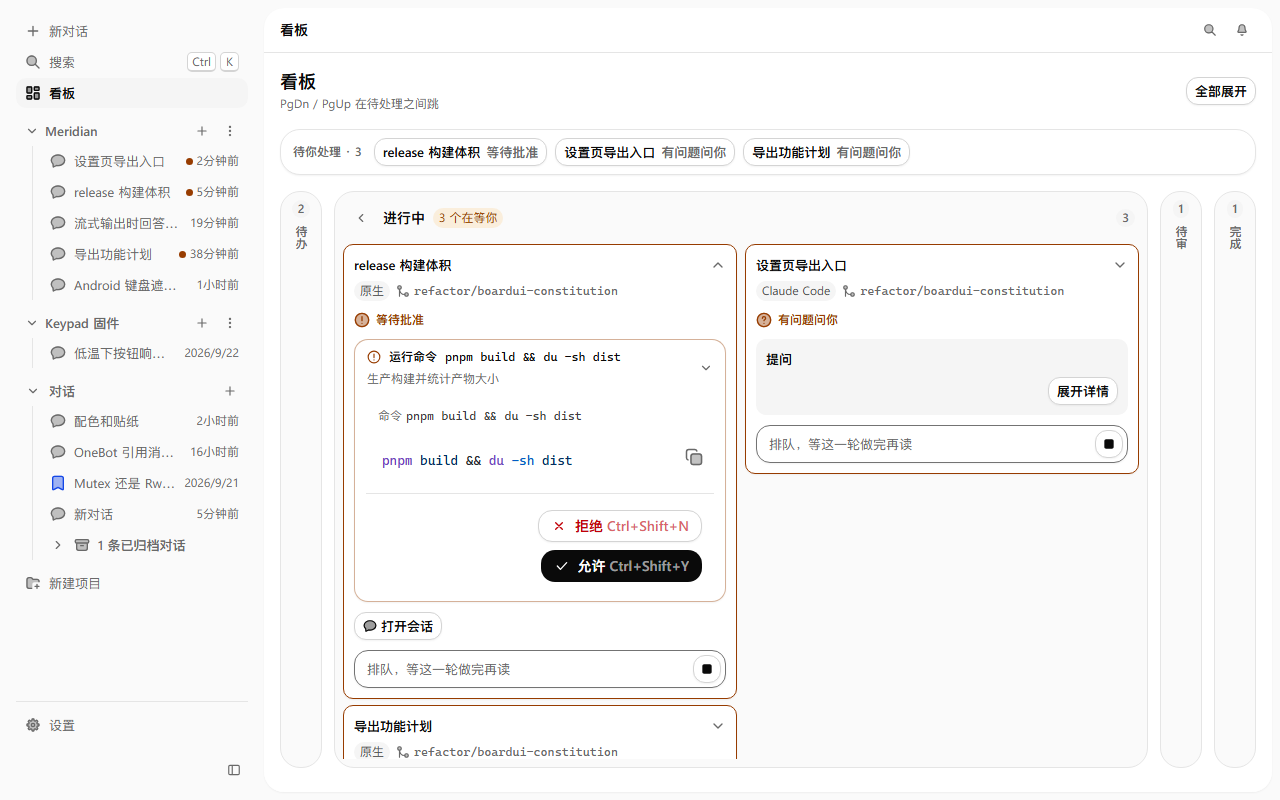 新对话
搜索 Ctrl K
看板
Meridian
设置页导出入口 2分钟前
release 构建体积 5分钟前
流式输出时回答… 19分钟前
导出功能计划 38分钟前
Android 键盘遮… 1小时前
Keypad 固件
低温下按钮响… 2026/9/22
对话
配色和贴纸 2小时前
OneBot 引用消… 16小时前
Mutex 还是 Rw… 2026/9/21
新对话 5分钟前
1 条已归档对话
新建项目
设置
看板
看板
PgDn / PgUp 在待处理之间跳
全部展开
待你处理 · 3
release 构建体积 等待批准
设置页导出入口 有问题问你
导出功能计划 有问题问你
2
待办
进行中 3 个在等你 3
release 构建体积
原生 refactor/boardui-constitution
等待批准
运行命令 pnpm build && du -sh dist
生产构建并统计产物大小
命令 pnpm build && du -sh dist
pnpm build && du -sh dist
拒绝 Ctrl+Shift+N
允许 Ctrl+Shift+Y
打开会话
排队，等这一轮做完再读
导出功能计划
原生 refactor/boardui-constitution
设置页导出入口
Claude Code refactor/boardui-constitution
有问题问你
提问
展开详情
排队，等这一轮做完再读
1
待审
1
完成